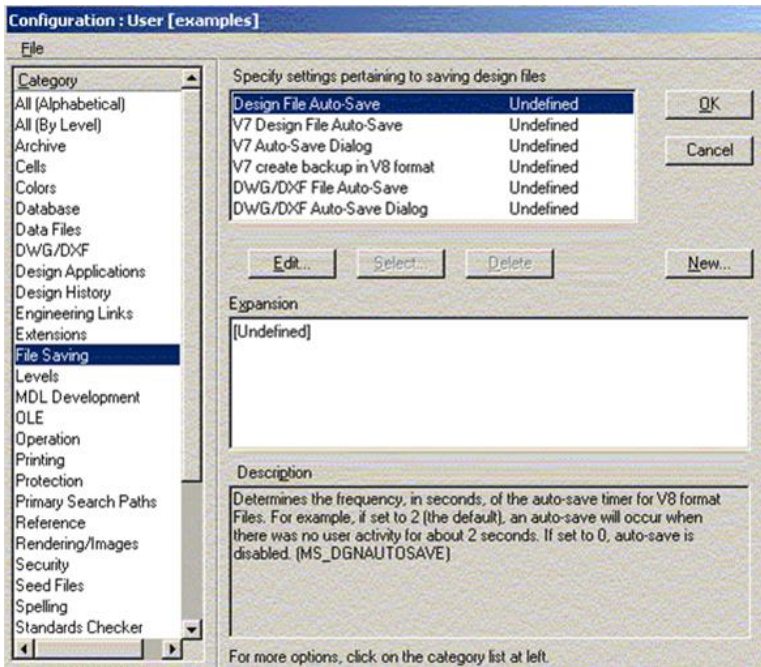 Configuration : User [examples]
File
Category
All (Alphabetical)
All (By Level)
Archive
Cells
Colors
Database
Data Files
DWG/DXF
Design Applications
Design History
Engineering Links
Extensions
File Saving
Levels
MDL Development
OLE
Operation
Printing
Protection
Primary Search Paths
Reference
Rendering/Images
Security
Seed Files
Spelling
Standards Checker
Specify settings pertaining to saving design files
Design File Auto-Save Undefined
V7 Design File Auto-Save Undefined
V7 Auto-Save Dialog Undefined
V7 create backup in V8 format Undefined
DWG/DXF File Auto-Save Undefined
DWG/DXF Auto-Save Dialog Undefined
OK
Cancel
Edit... Select... Delete New...
Expansion
[Undefined]
Description
Determines the frequency, in seconds, of the auto-save timer for V8 format
Files. For example, if set to 2 (the default), an auto-save will occur when
there was no user activity for about 2 seconds. If set to 0, auto-save is
disabled. (MS_DGNAUTOSAVE)
For more options, click on the category list at left.